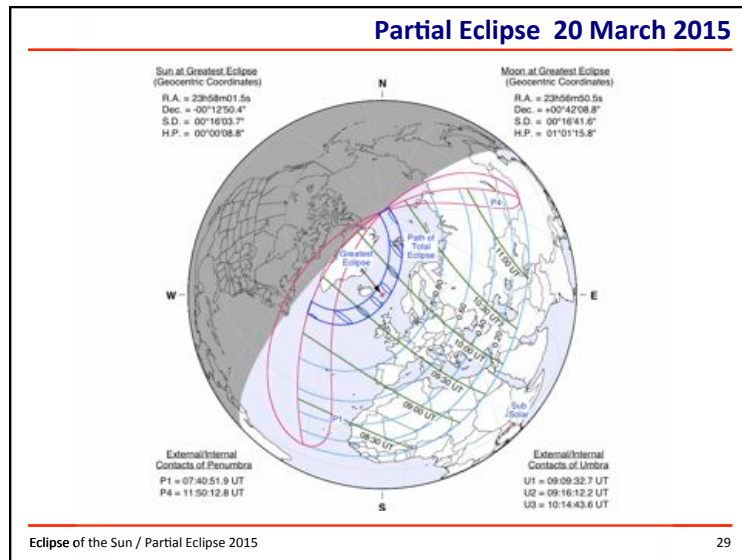 Partial Eclipse 20 March 2015
Sun at Greatest Eclipse
(Geocentric Coordinates)
R.A. = 23h58m01.5s
Dec. = -00°12'50.4"
S.D. = 00°16'03.7"
H.P. = 00°00'08.8"
N
Moon at Greatest Eclipse
(Geocentric Coordinates)
R.A. = 23h56m50.5s
Dec. = +00°42'08.8"
S.D. = 00°16'41.6"
H.P. = 01°01'15.8"
P4
Path of
Total
Eclipse
Greatest
Eclipse
11:00 UT
W
E
0.80
0.60
0.20
10:30 UT
10:00 UT
09:30 UT
09:00 UT
08:30 UT
P1
Sub
Solar
S
External/Internal
Contacts of Penumbra
P1 = 07:40:51.9 UT
P4 = 11:50:12.8 UT
External/Internal
Contacts of Umbra
U1 = 09:09:32.7 UT
U2 = 09:16:12.2 UT
U3 = 10:14:43.6 UT
Eclipse of the Sun / Partial Eclipse 2015
29